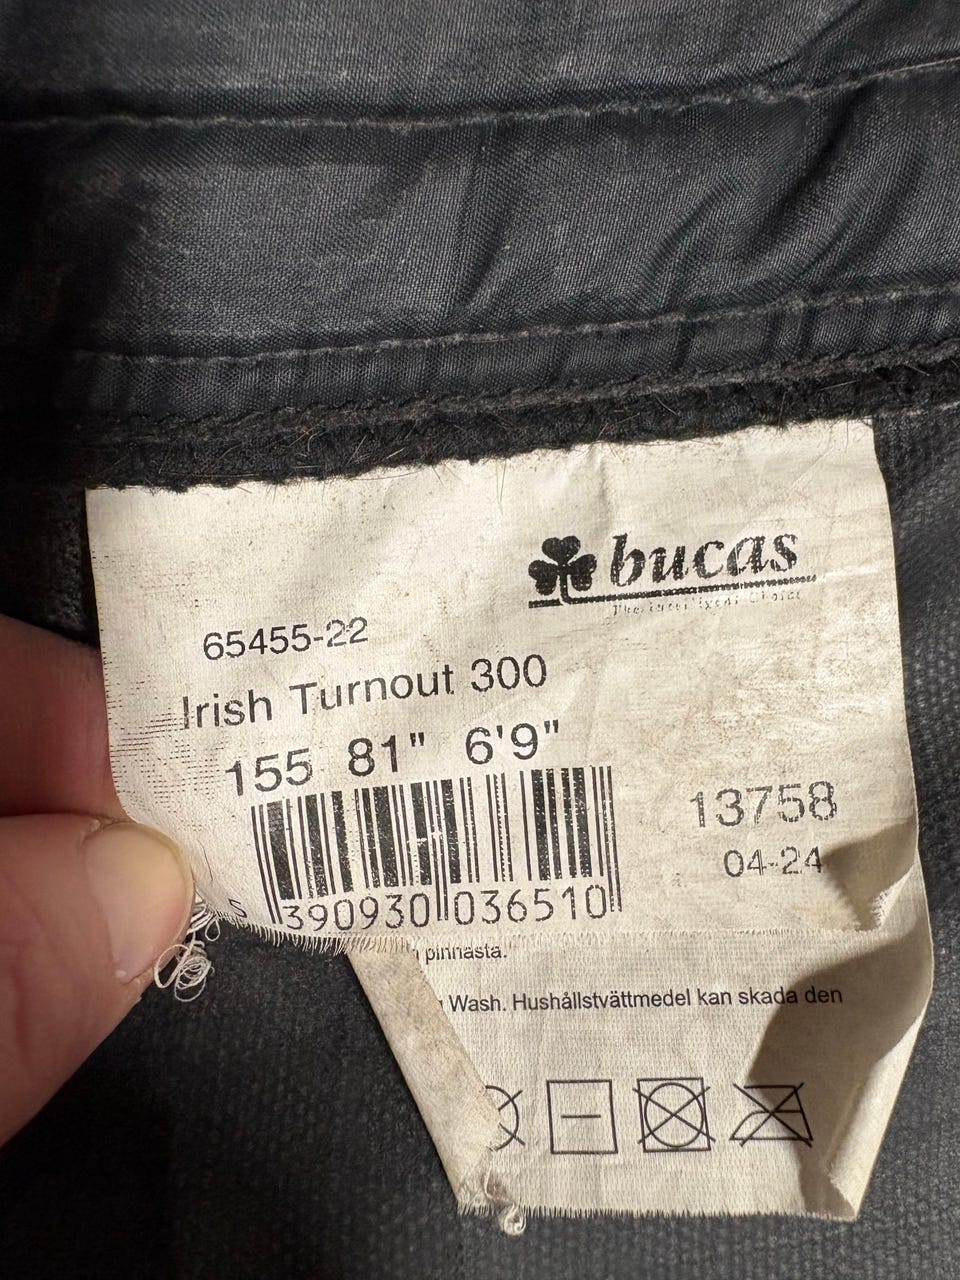 bucas
65455-22
Irish Turnout 300
155 81" 6'9"
13758
04-24
5 390930 036510
pinnasta.
Wash. Hushållstvättmedel kan skada den